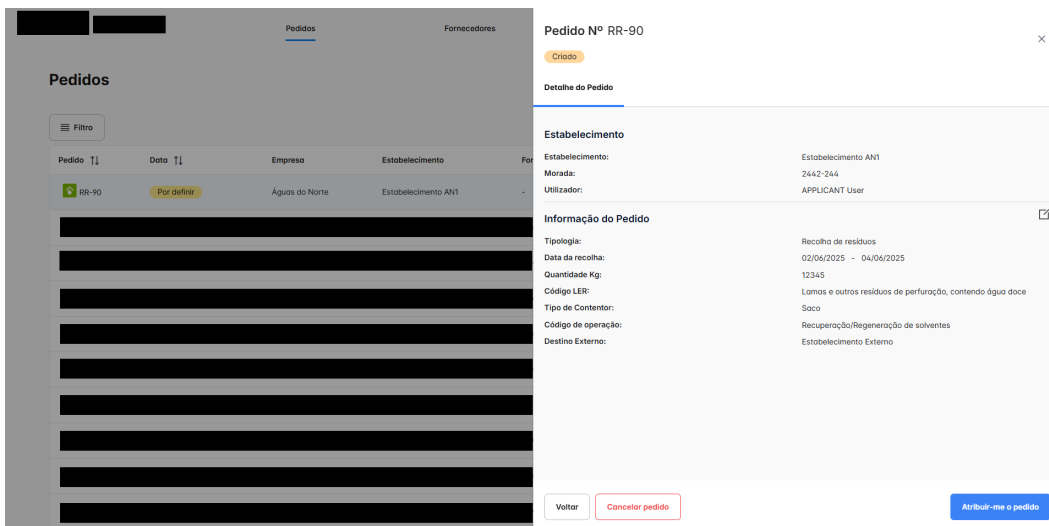 Pedidos Fornecedores
Pedidos
Filtro
Pedido Data Empresa Estabelecimento For
RR-90 Por definir Águas do Norte Estabelecimento AN1 -
Pedido Nº RR-90
Criado
Detalhe do Pedido
Estabelecimento
Estabelecimento: Estabelecimento AN1
Morada: 2442-244
Utilizador: APPLICANT User
Informação do Pedido
Tipologia: Recolha de resíduos
Data da recolha: 02/06/2025 - 04/06/2025
Quantidade Kg: 12345
Código LER: Lamas e outros resíduos de perfuração, contendo água doce
Tipo de Contentor: Saco
Código de operação: Recuperação/Regeneração de solventes
Destino Externo: Estabelecimento Externo
Voltar Cancelar pedido Atribuir-me o pedido